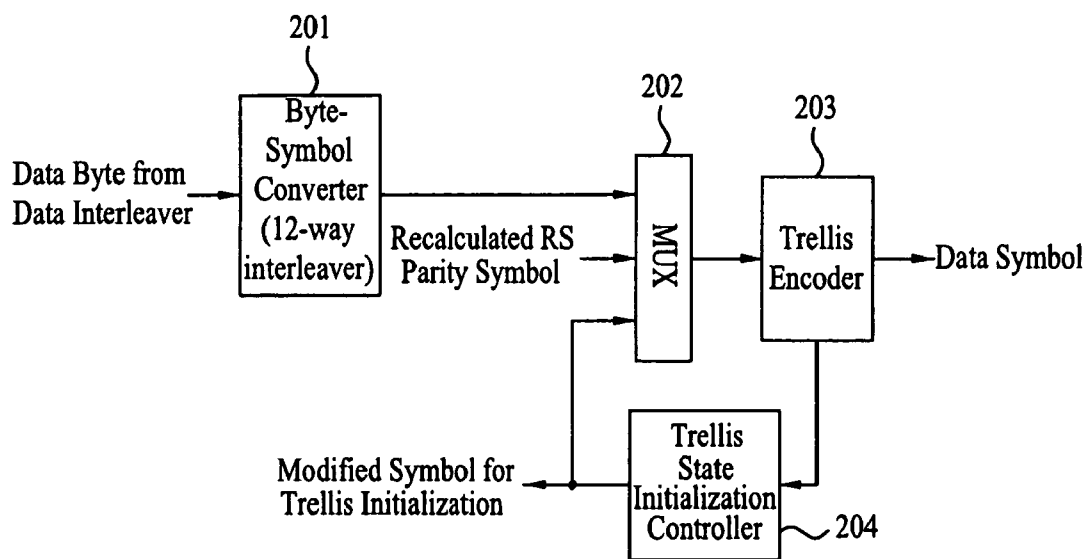 201
Byte-
Symbol
Converter
(12-way
interleaver)
Data Byte from
Data Interleaver
202
MUX
203
Trellis
Encoder
Recalculated RS
Parity Symbol
Data Symbol
Trellis
State
Initialization
Controller
204
Modified Symbol for
Trellis Initialization